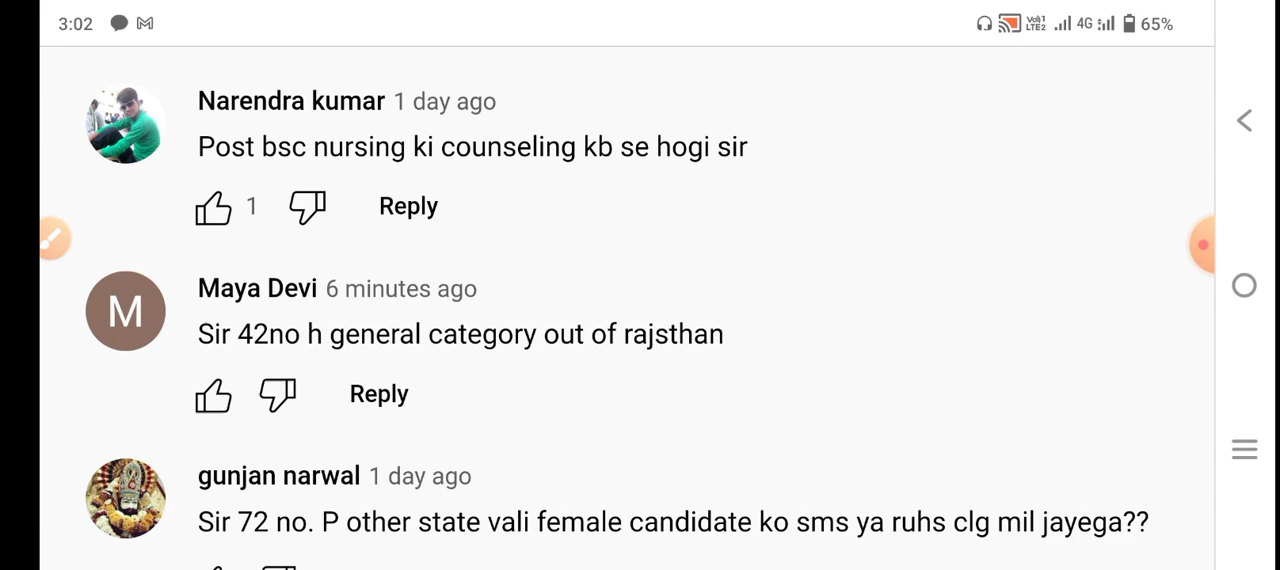 3:02 65%
VoLTE1 LTE2 4G
Narendra kumar 1 day ago
Post bsc nursing ki counseling kb se hogi sir
1 Reply
M Maya Devi 6 minutes ago
Sir 42no h general category out of rajsthan
Reply
gunjan narwal 1 day ago
Sir 72 no. P other state vali female candidate ko sms ya ruhs clg mil jayega??